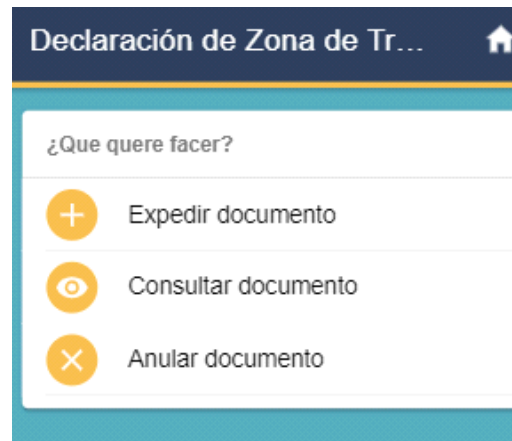 Declaración de Zona de Tr...
¿Que quere facer?
Expedir documento
Consultar documento
Anular documento